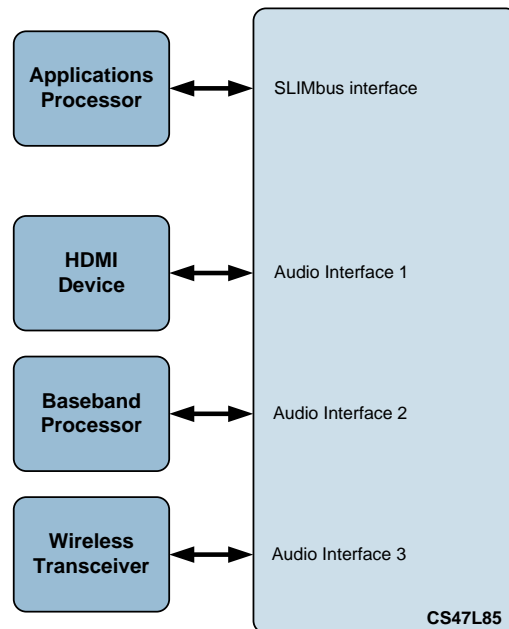 Applications
Processor
SLIMbus interface
HDMI
Device
Audio Interface 1
Baseband
Processor
Audio Interface 2
Wireless
Transceiver
Audio Interface 3
CS47L85